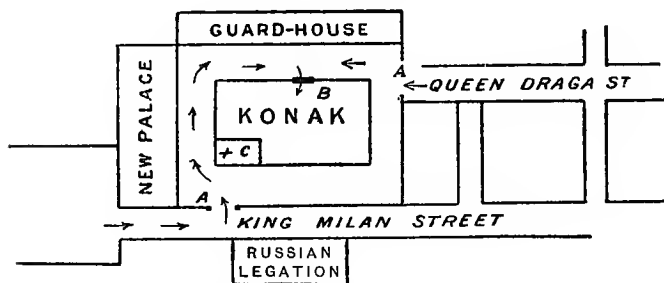 GUARD-HOUSE
NEW PALACE
A
QUEEN DRAGA ST
B
KONAK
+ C
A
KING MILAN STREET
RUSSIAN
LEGATION